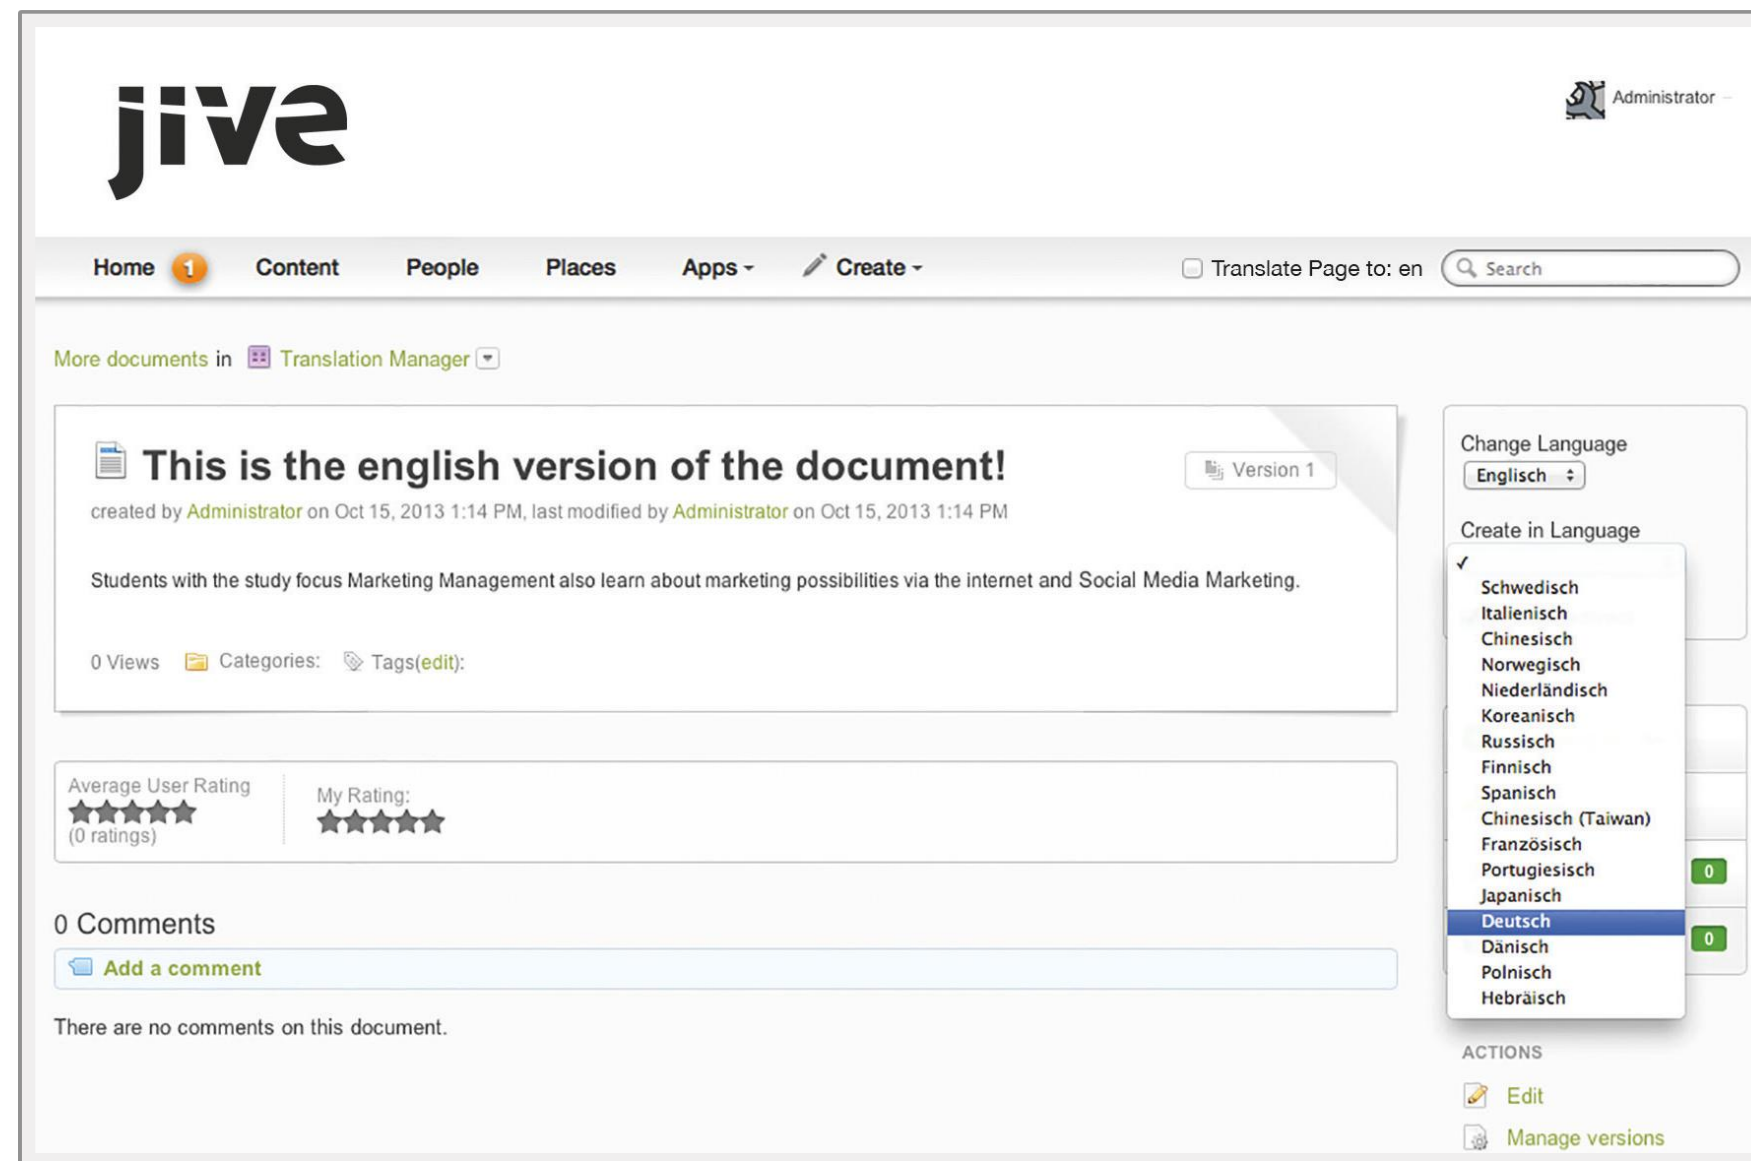 jive
Administrator
Home 1 Content People Places Apps Create Translate Page to: en Search
More documents in Translation Manager
This is the english version of the document!
Version 1
created by Administrator on Oct 15, 2013 1:14 PM, last modified by Administrator on Oct 15, 2013 1:14 PM
Students with the study focus Marketing Management also learn about marketing possibilities via the internet and Social Media Marketing.
0 Views Categories: Tags(edit):
Average User Rating
(0 ratings)
My Rating:
0 Comments
Add a comment
There are no comments on this document.
Change Language
Englisch
Create in Language
Schwedisch
Italienisch
Chinesisch
Norwegisch
Niederländisch
Koreanisch
Russisch
Finnisch
Spanisch
Chinesisch (Taiwan)
Französisch
Portugiesisch
0
Japanisch
Deutsch
0
Dänisch
Polnisch
Hebräisch
ACTIONS
Edit
Manage versions